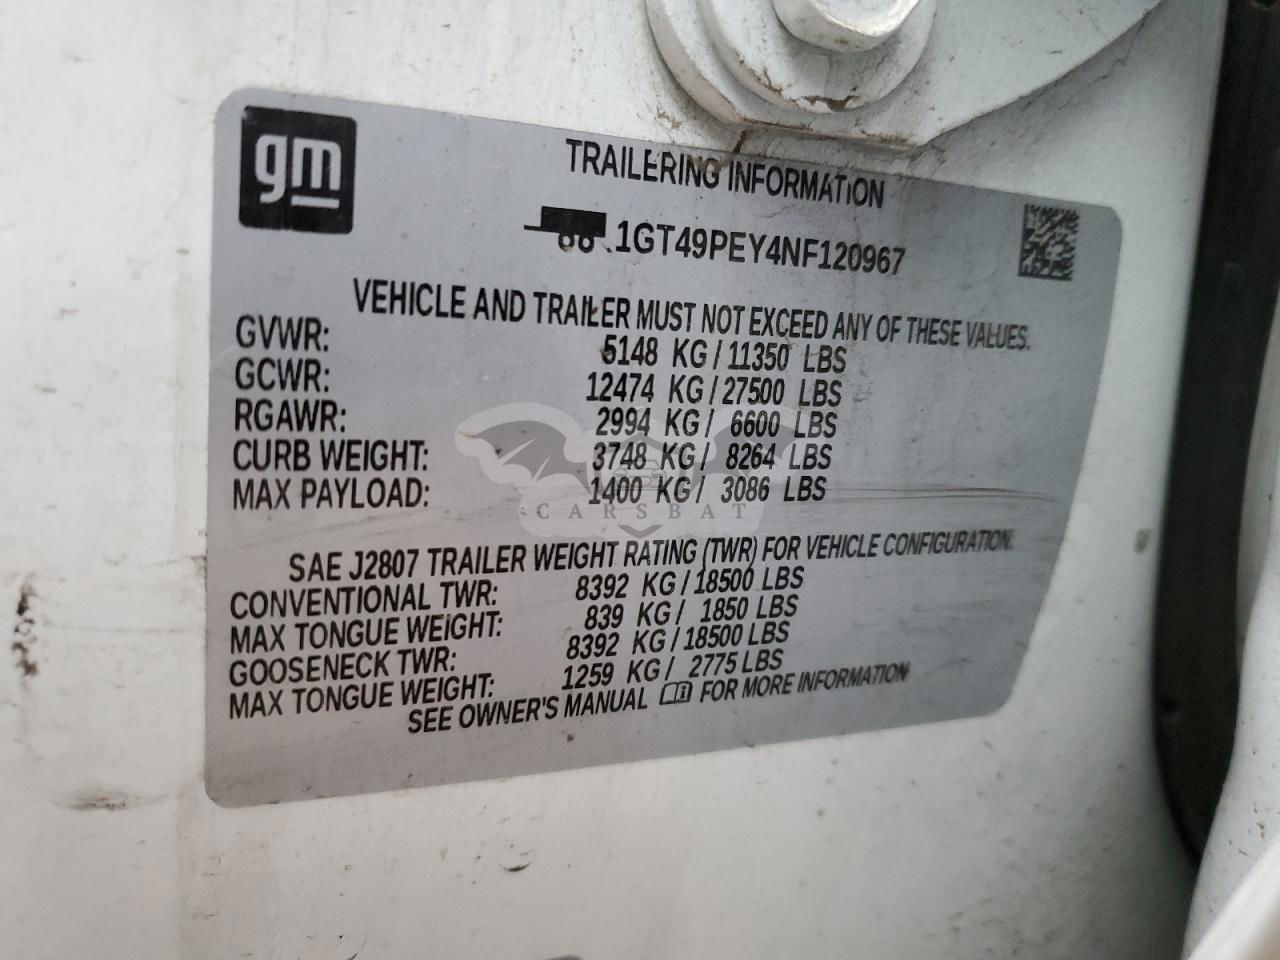 gm
TRAILERING INFORMATION
1GT49PEY4NF120967
VEHICLE AND TRAILER MUST NOT EXCEED ANY OF THESE VALUES.
GVWR: 5148 KG / 11350 LBS
GCWR: 12474 KG / 27500 LBS
RGAWR: 2994 KG / 6600 LBS
CURB WEIGHT: 3748 KG / 8264 LBS
MAX PAYLOAD: 1400 KG / 3086 LBS
CARSBAT
SAE J2807 TRAILER WEIGHT RATING (TWR) FOR VEHICLE CONFIGURATION.
CONVENTIONAL TWR: 8392 KG / 18500 LBS
MAX TONGUE WEIGHT: 839 KG / 1850 LBS
GOOSENECK TWR: 8392 KG / 18500 LBS
MAX TONGUE WEIGHT: 1259 KG / 2775 LBS
SEE OWNER'S MANUAL FOR MORE INFORMATION